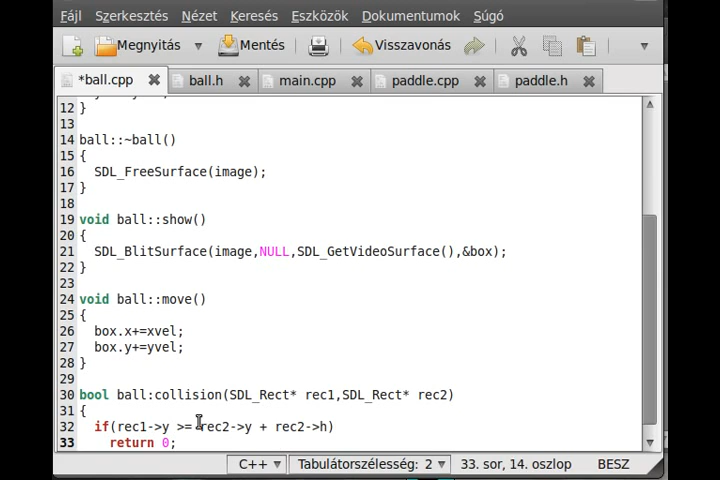 Fájl Szerkesztés Nézet Keresés Eszközök Dokumentumok Súgó
Megnyitás Mentés Visszavonás
*ball.cpp ball.h main.cpp paddle.cpp paddle.h
12 }
13
14 ball::~ball()
15 {
16 SDL_FreeSurface(image);
17 }
18
19 void ball::show()
20 {
21 SDL_BlitSurface(image,NULL,SDL_GetVideoSurface(),&box);
22 }
23
24 void ball::move()
25 {
26 box.x+=xvel;
27 box.y+=yvel;
28 }
29
30 bool ball:collision(SDL_Rect* rec1,SDL_Rect* rec2)
31 {
32 if(rec1->y >= rec2->y + rec2->h)
33 return 0;
C++ Tabulátorszélesség: 2 33. sor, 14. oszlop BESZ